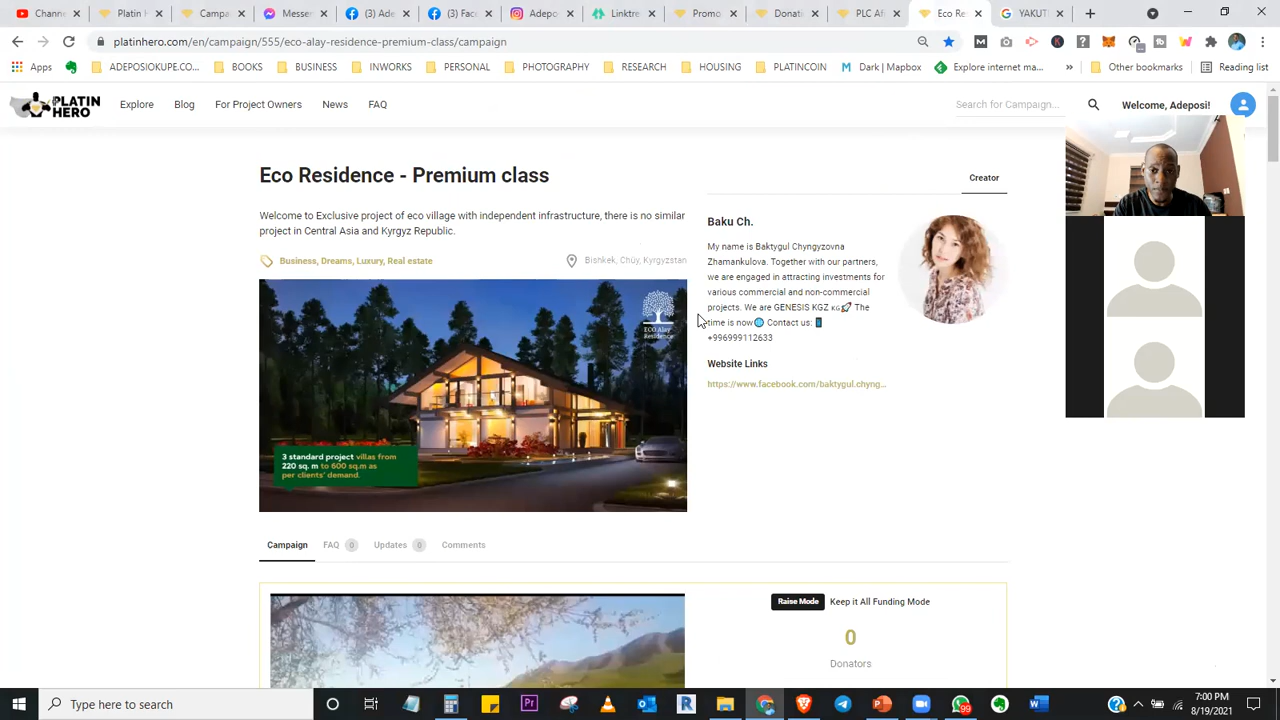 Channel
Platinh
Campa
Messe
(3) Ade
Faceb
Adepo
Linktre
Promo
Donati
PLC Af
Eco Re
YAKUT
platinhero.com/en/campaign/555/eco-alay-residence-premium-class/campaign
Apps
ADEPOSIOKUPE.CO...
BOOKS
BUSINESS
INWORKS
PERSONAL
PHOTOGRAPHY
RESEARCH
HOUSING
PLATINCOIN
Dark | Mapbox
Explore internet ma...
»
Other bookmarks
Reading list
PLATIN
HERO
Explore
Blog
For Project Owners
News
FAQ
Search for Campaign...
Welcome, Adeposi!
Eco Residence - Premium class
Creator
Welcome to Exclusive project of eco village with independent infrastructure, there is no similar
project in Central Asia and Kyrgyz Republic.
Business, Dreams, Luxury, Real estate
Bishkek, Chüy, Kyrgyzstan
Baku Ch.
My name is Baktygul Chyngyzovna
Zhamankulova. Together with our partners,
we are engaged in attracting investments for
various commercial and non-commercial
projects. We are GENESIS KGZ KG🚀 The
time is now🌐 Contact us: 📱
+996999112633
Website Links
https://www.facebook.com/baktygul.chyng...
ECO Alay
Residence
3 standard project villas from
220 sq. m to 600 sq.m as
per clients' demand.
Campaign
FAQ 0
Updates 0
Comments
Raise Mode Keep it All Funding Mode
0
Donators
Type here to search
99
7:00 PM
8/19/2021